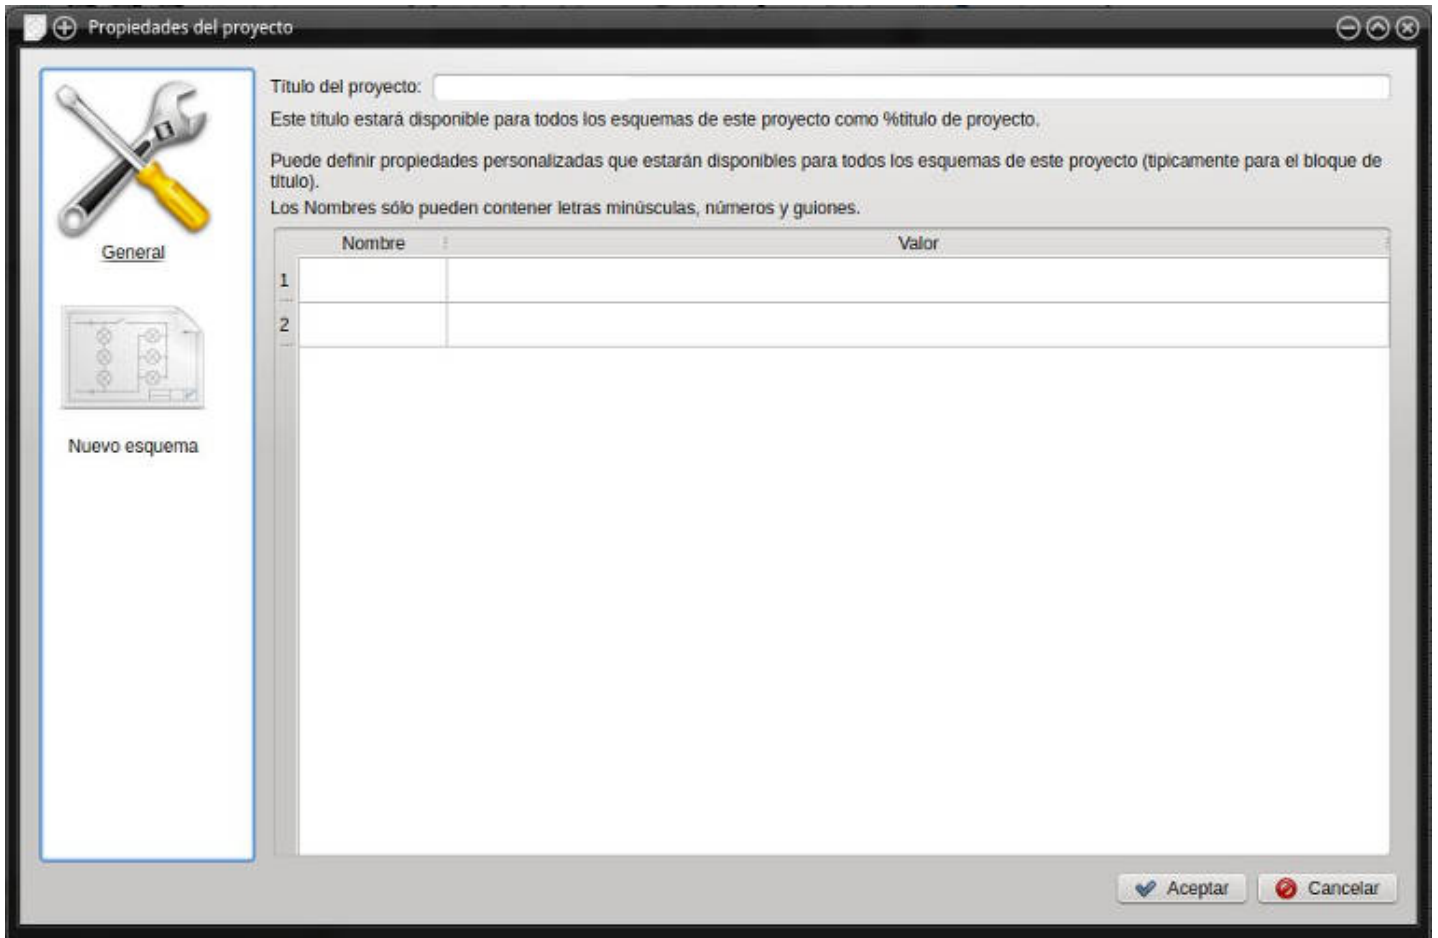 Propiedades del proyecto
Título del proyecto:
Este título estará disponible para todos los esquemas de este proyecto como %titulo de proyecto.
Puede definir propiedades personalizadas que estarán disponibles para todos los esquemas de este proyecto (tipicamente para el bloque de
título).
Los Nombres sólo pueden contener letras minúsculas, números y guiones.
Nombre Valor
General
1
2
Nuevo esquema
Aceptar Cancelar